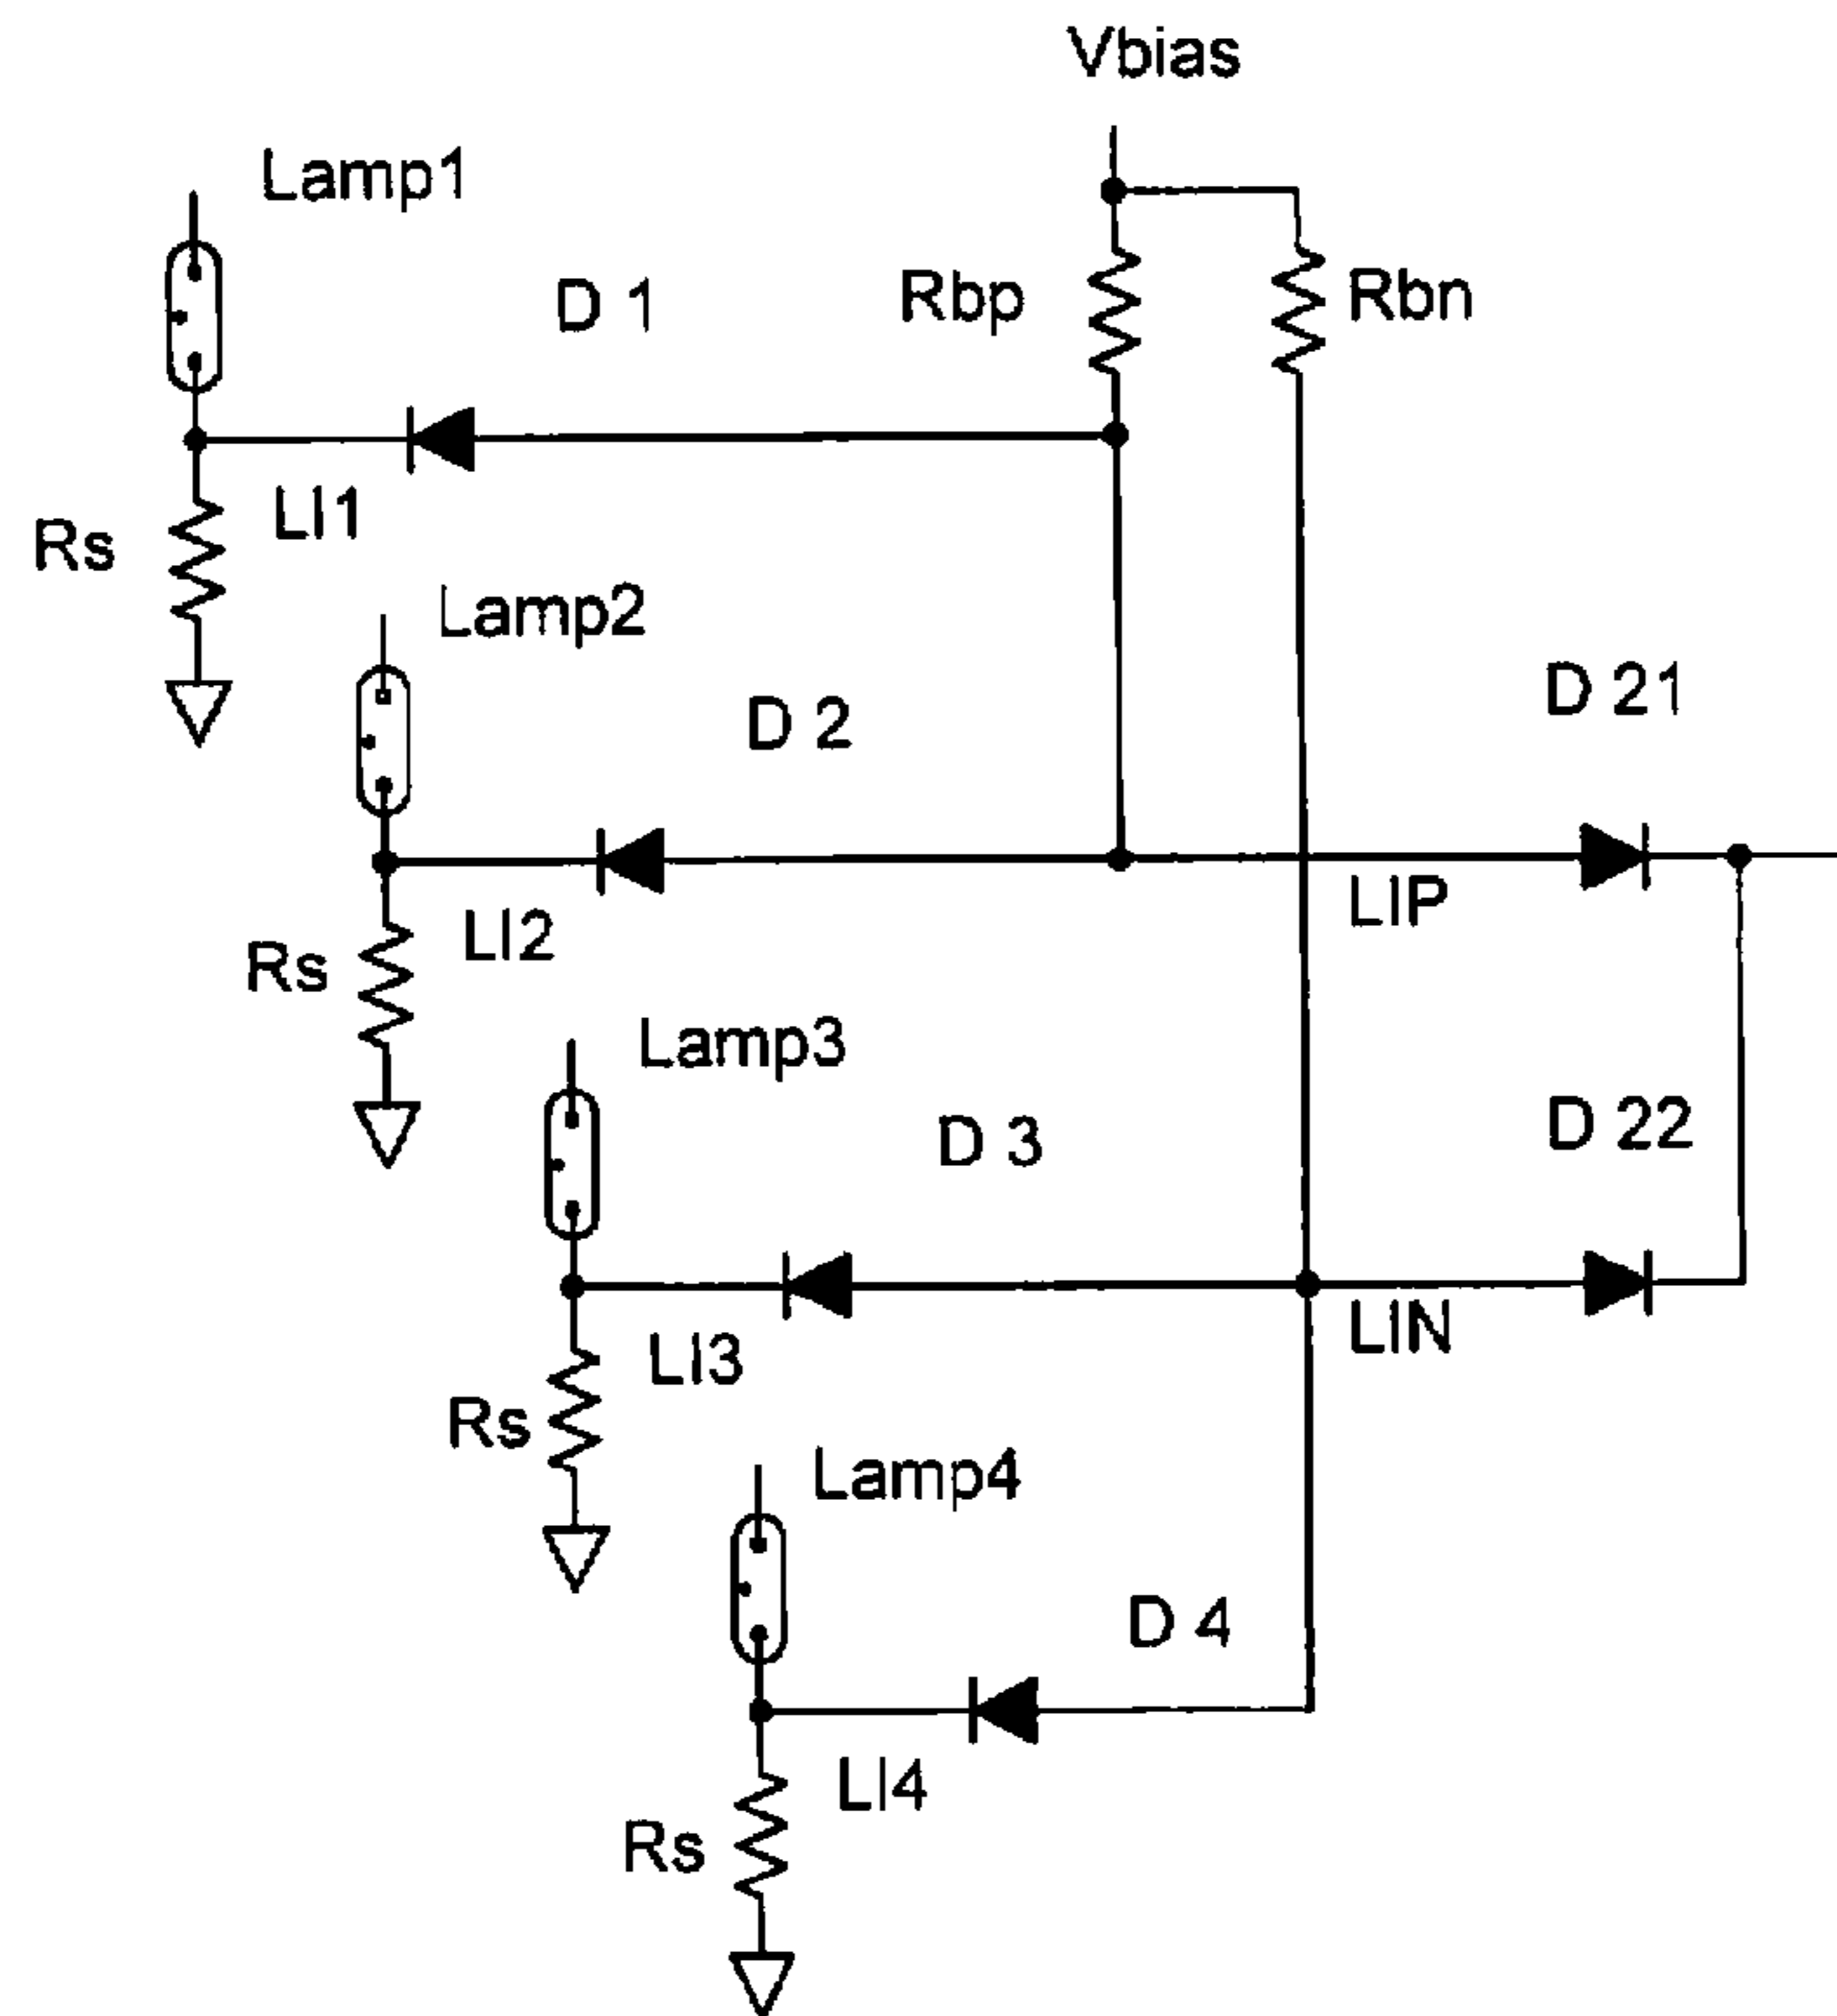 Vbias
Lamp1
D 1
Rbp
Rbn
LI1
Rs
Lamp2
D 2
D 21
LIP
LI2
Rs
Lamp3
D 3
D 22
LIN
LI3
Rs
Lamp4
D 4
LI4
Rs